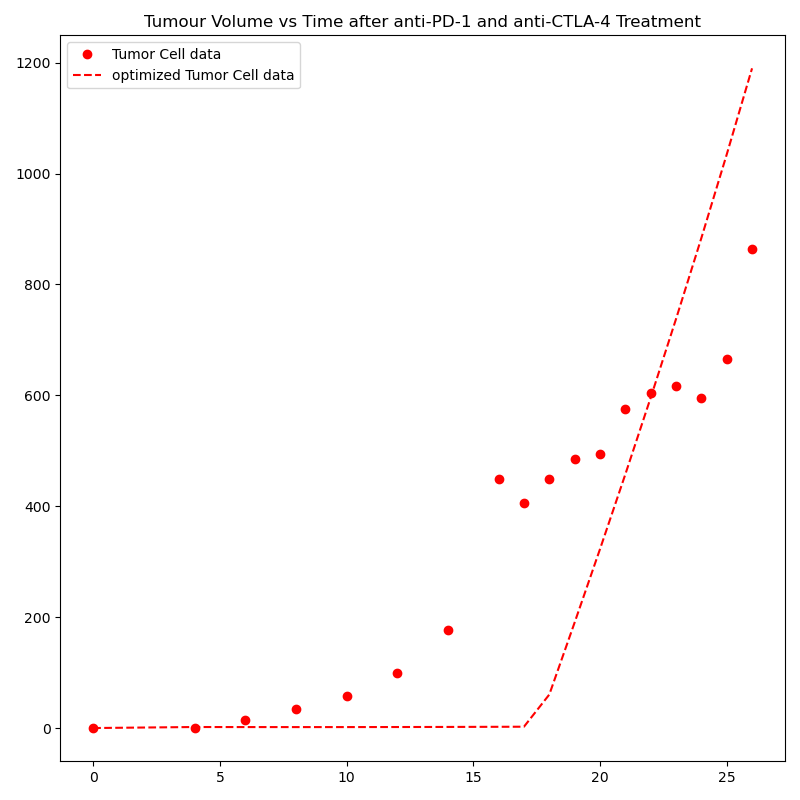 Tumour Volume vs Time after anti-PD-1 and anti-CTLA-4 Treatment
Tumor Cell data
optimized Tumor Cell data
1200
1000
800
600
400
200
0
0 5 10 15 20 25